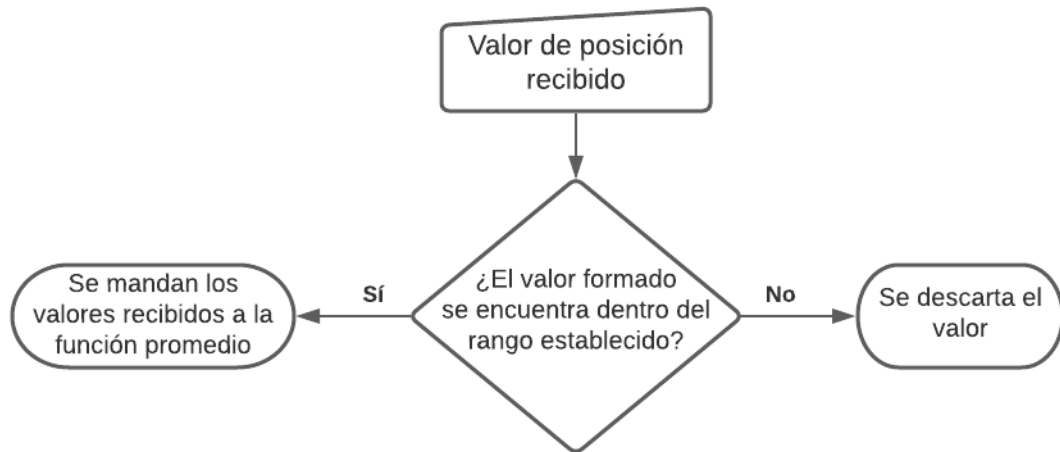 Valor de posición
recibido
¿El valor formado
se encuentra dentro del
rango establecido?
Sí
Se mandan los
valores recibidos a la
función promedio
No
Se descarta el
valor